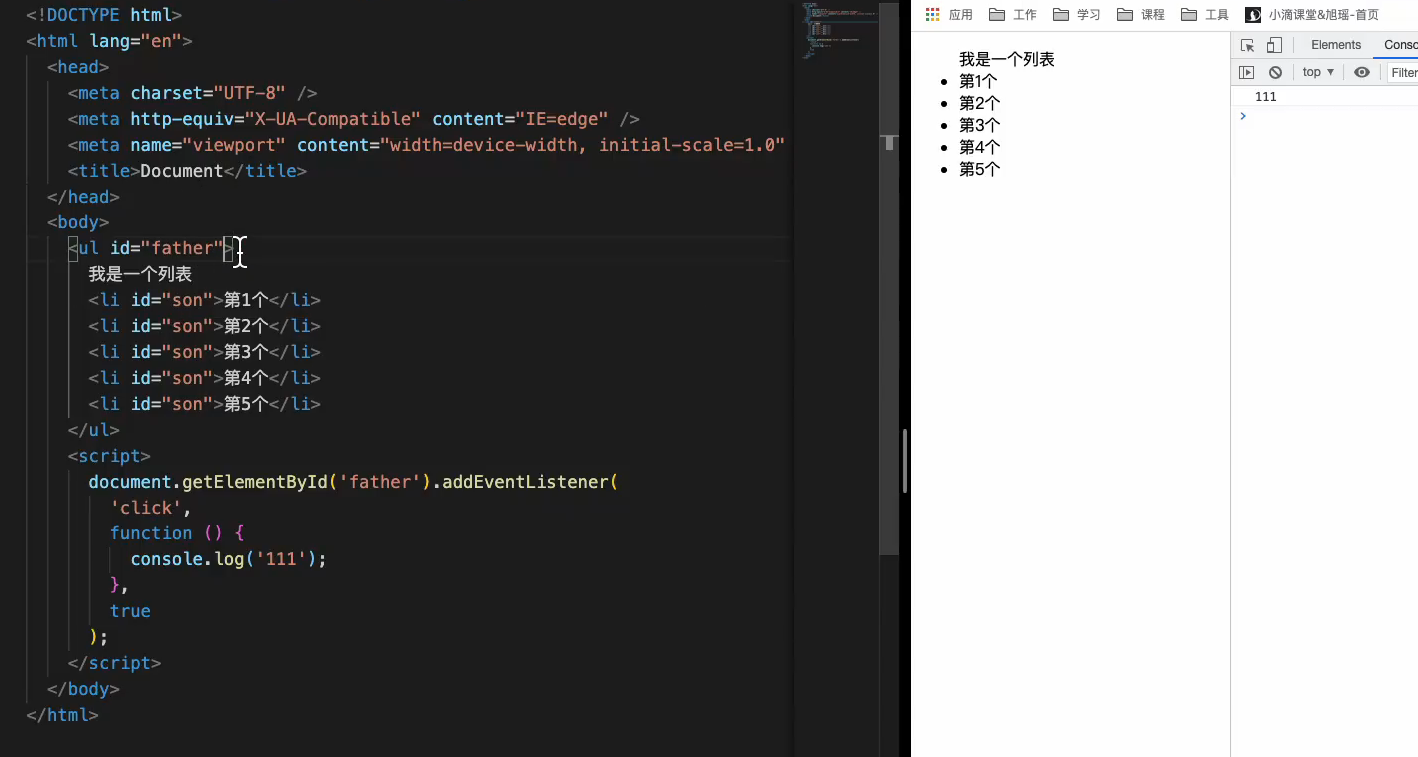 <!DOCTYPE html>
<html lang="en">
<head>
<meta charset="UTF-8" />
<meta http-equiv="X-UA-Compatible" content="IE=edge" />
<meta name="viewport" content="width=device-width, initial-scale=1.0"
<title>Document</title>
</head>
<body>
<ul id="father">
我是一个列表
<li id="son">第1个</li>
<li id="son">第2个</li>
<li id="son">第3个</li>
<li id="son">第4个</li>
<li id="son">第5个</li>
</ul>
<script>
document.getElementById('father').addEventListener(
'click',
function () {
console.log('111');
},
true
);
</script>
</body>
</html>
应用 工作 学习 课程 工具 小滴课堂&旭瑶-首页
我是一个列表
第1个
第2个
第3个
第4个
第5个
Elements Conso
top Filter
111